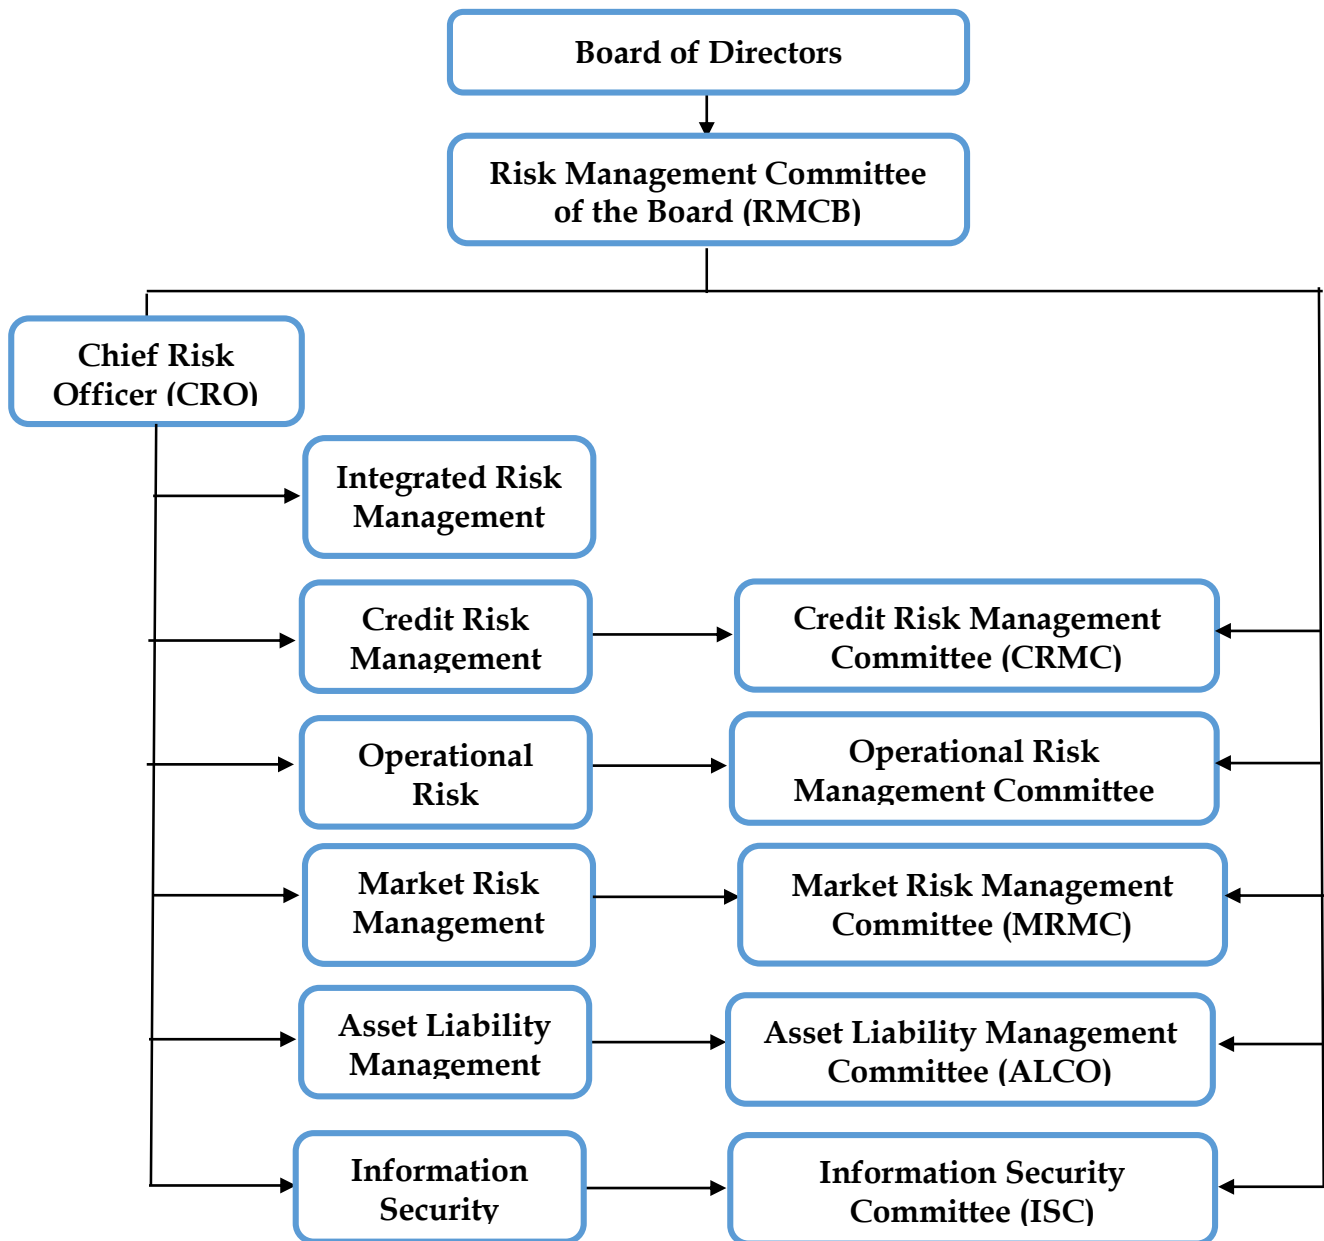 Board of Directors
Risk Management Committee
of the Board (RMCB)
Chief Risk
Officer (CRO)
Integrated Risk
Management
Credit Risk
Management
Credit Risk Management
Committee (CRMC)
Operational
Risk
Operational Risk
Management Committee
Market Risk
Management
Market Risk Management
Committee (MRMC)
Asset Liability
Management
Asset Liability Management
Committee (ALCO)
Information
Security
Information Security
Committee (ISC)